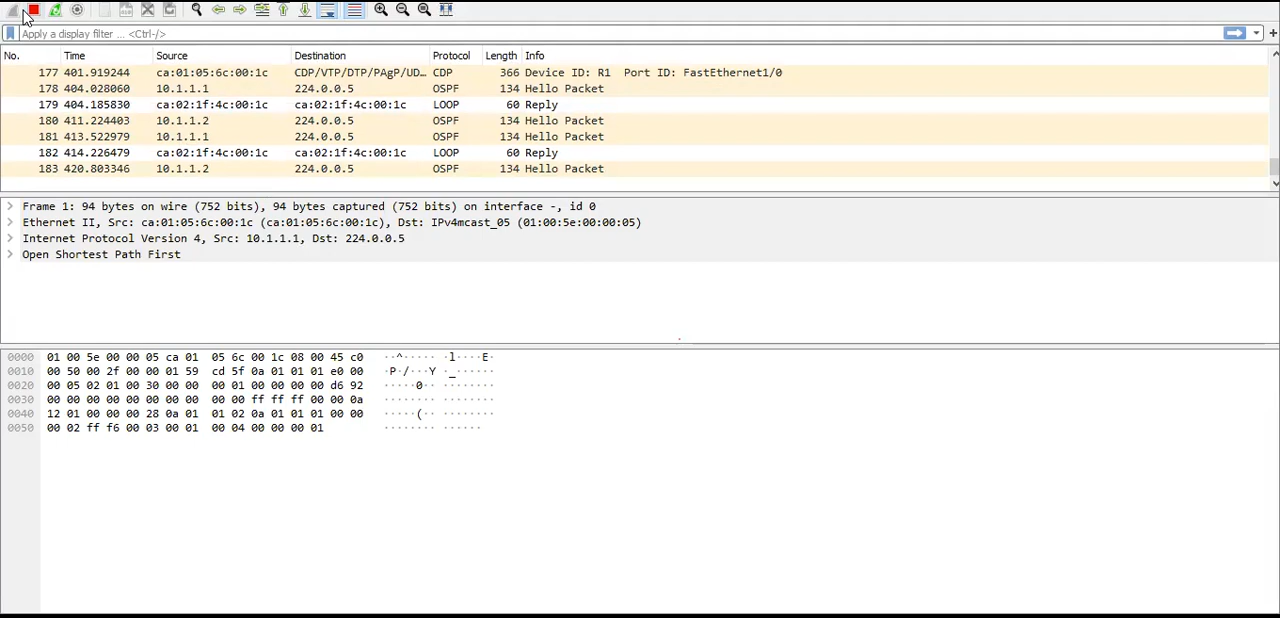 Apply a display filter ... <Ctrl-/>
No. Time Source Destination Protocol Length Info
177 401.919244 ca:01:05:6c:00:1c CDP/VTP/DTP/PAgP/UD... CDP 366 Device ID: R1 Port ID: FastEthernet1/0
178 404.028060 10.1.1.1 224.0.0.5 OSPF 134 Hello Packet
179 404.185830 ca:02:1f:4c:00:1c ca:02:1f:4c:00:1c LOOP 60 Reply
180 411.224403 10.1.1.2 224.0.0.5 OSPF 134 Hello Packet
181 413.522979 10.1.1.1 224.0.0.5 OSPF 134 Hello Packet
182 414.226479 ca:02:1f:4c:00:1c ca:02:1f:4c:00:1c LOOP 60 Reply
183 420.803346 10.1.1.2 224.0.0.5 OSPF 134 Hello Packet
Frame 1: 94 bytes on wire (752 bits), 94 bytes captured (752 bits) on interface -, id 0
Ethernet II, Src: ca:01:05:6c:00:1c (ca:01:05:6c:00:1c), Dst: IPv4mcast_05 (01:00:5e:00:00:05)
Internet Protocol Version 4, Src: 10.1.1.1, Dst: 224.0.0.5
Open Shortest Path First
0000 01 00 5e 00 00 05 ca 01 05 6c 00 1c 08 00 45 c0 ··^····· ·l····E·
0010 00 50 00 2f 00 00 01 59 cd 5f 0a 01 01 01 e0 00 ·P·/···Y ·_······
0020 00 05 02 01 00 30 00 00 00 01 00 00 00 00 d6 92 ·····0·· ········
0030 00 00 00 00 00 00 00 00 00 00 ff ff ff 00 00 0a ········ ········
0040 12 01 00 00 00 28 0a 01 01 02 0a 01 01 01 00 00 ·····(·· ········
0050 00 02 ff f6 00 03 00 01 00 04 00 00 00 01 ········ ······